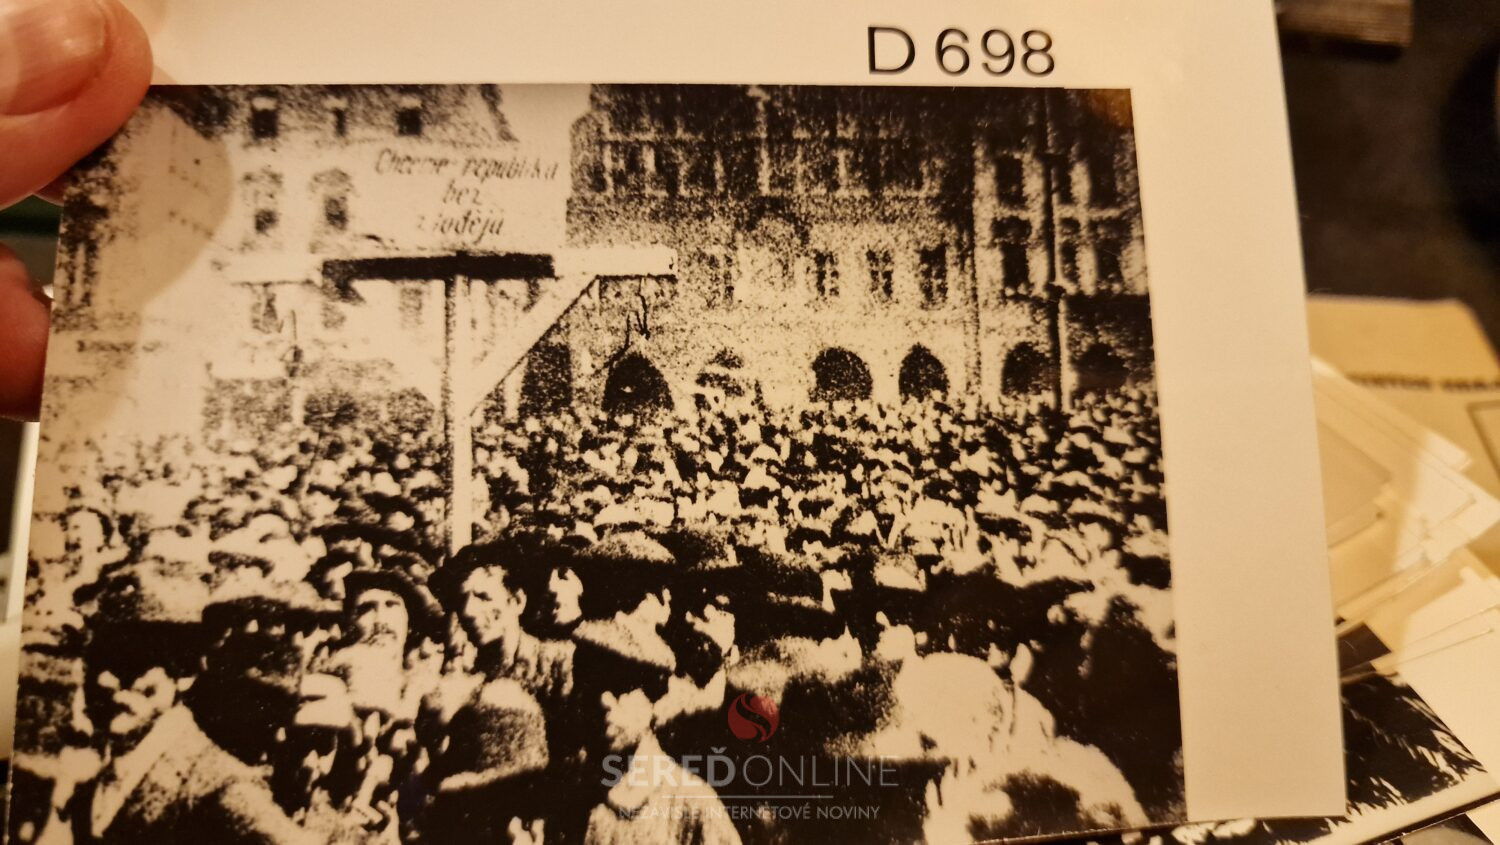 D 698
Chceme republiku
bez
zlodějů
SEREĎONLINE
NEZÁVISLÉ INTERNETOVÉ NOVINY